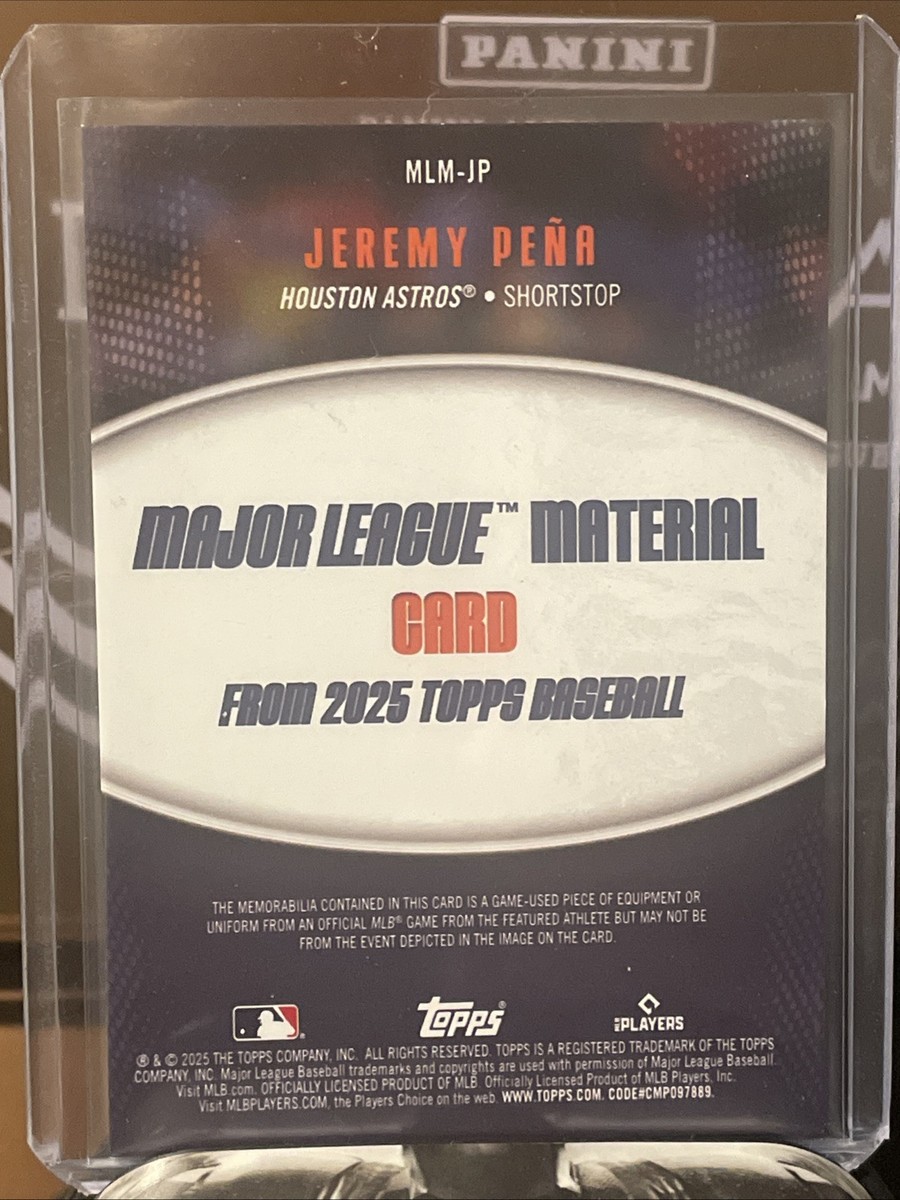 PANINI
MLM-JP
JEREMY PEÑA
HOUSTON ASTROS® • SHORTSTOP
MAJOR LEAGUE™ MATERIAL
CARD
FROM 2025 TOPPS BASEBALL
THE MEMORABILIA CONTAINED IN THIS CARD IS A GAME-USED PIECE OF EQUIPMENT OR
UNIFORM FROM AN OFFICIAL MLB® GAME FROM THE FEATURED ATHLETE BUT MAY NOT BE
FROM THE EVENT DEPICTED IN THE IMAGE ON THE CARD.
TOPPS®
MLB PLAYERS
® & © 2025 THE TOPPS COMPANY, INC. ALL RIGHTS RESERVED. TOPPS IS A REGISTERED TRADEMARK OF THE TOPPS
COMPANY, INC. Major League Baseball trademarks and copyrights are used with permission of Major League Baseball.
Visit MLB.com. OFFICIALLY LICENSED PRODUCT OF MLB. Officially Licensed Product of MLB Players, Inc.
Visit MLBPLAYERS.COM, the Players Choice on the web. WWW.TOPPS.COM. CODE#CMP097889.